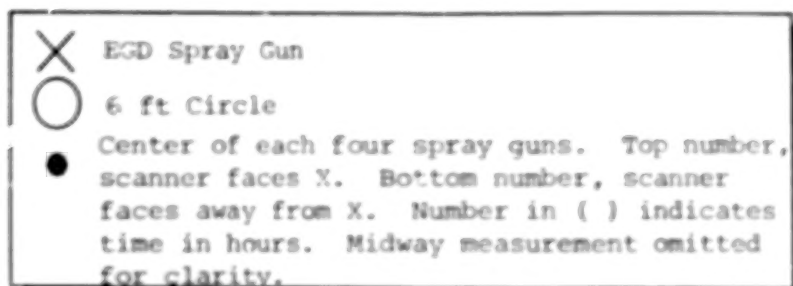 EGD Spray Gun
6 ft Circle
Center of each four spray guns. Top number,
scanner faces X. Bottom number, scanner
faces away from X. Number in ( ) indicates
time in hours. Midway measurement omitted
for clarity.